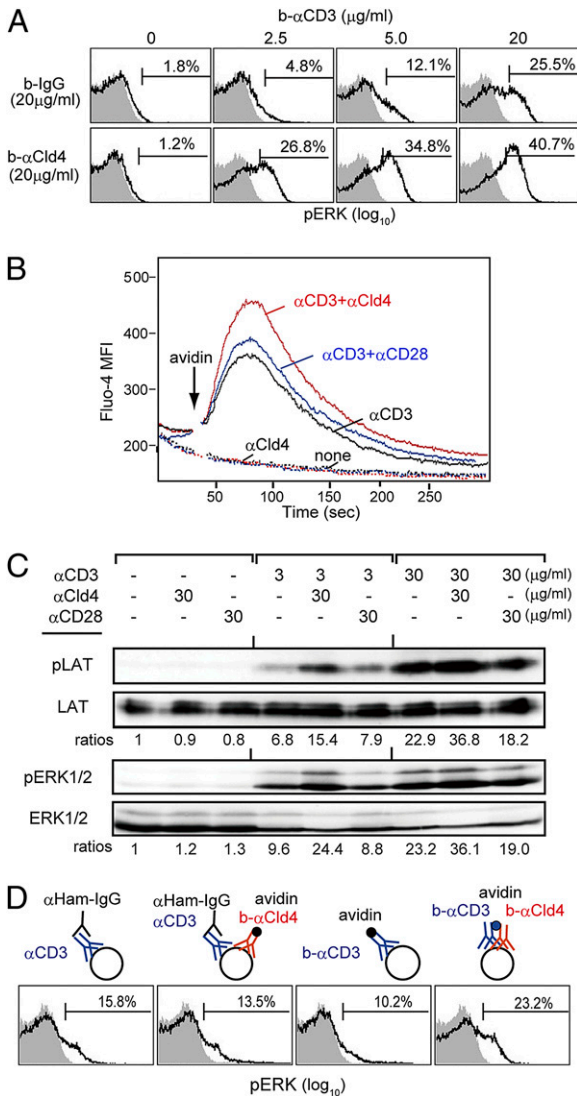 A
b-αCD3 (μg/ml)
0 2.5 5.0 20
b-IgG
(20μg/ml)
1.8% 4.8% 12.1% 25.5%
b-αCld4
(20μg/ml)
1.2% 26.8% 34.8% 40.7%
pERK (log10)
B
Fluo-4 MFI
500
400
300
200
avidin
αCD3+αCld4
αCD3+αCD28
αCD3
αCld4
none
50 100 150 200 250
Time (sec)
C
αCD3 - - - 3 3 3 30 30 30 (μg/ml)
αCld4 - 30 - - 30 - - 30 - (μg/ml)
αCD28 - - 30 - - 30 - - 30 (μg/ml)
pLAT
LAT
ratios 1 0.9 0.8 6.8 15.4 7.9 22.9 36.8 18.2
pERK1/2
ERK1/2
ratios 1 1.2 1.3 9.6 24.4 8.8 23.2 36.1 19.0
D
αHam-IgG
αCD3
αHam-IgG
αCD3
avidin
b-αCld4
avidin
b-αCD3
avidin
b-αCD3 b-αCld4
15.8% 13.5% 10.2% 23.2%
pERK (log10)